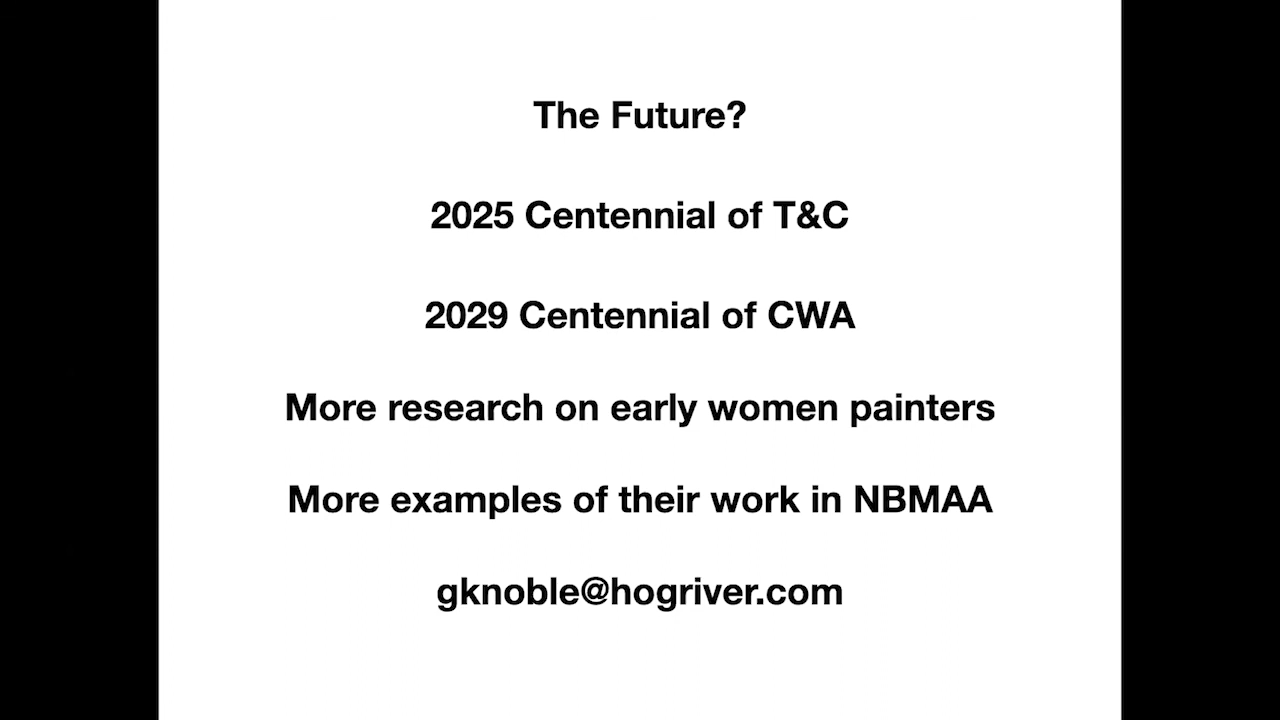 The Future?
2025 Centennial of T&C
2029 Centennial of CWA
More research on early women painters
More examples of their work in NBMAA
gknoble@hogriver.com